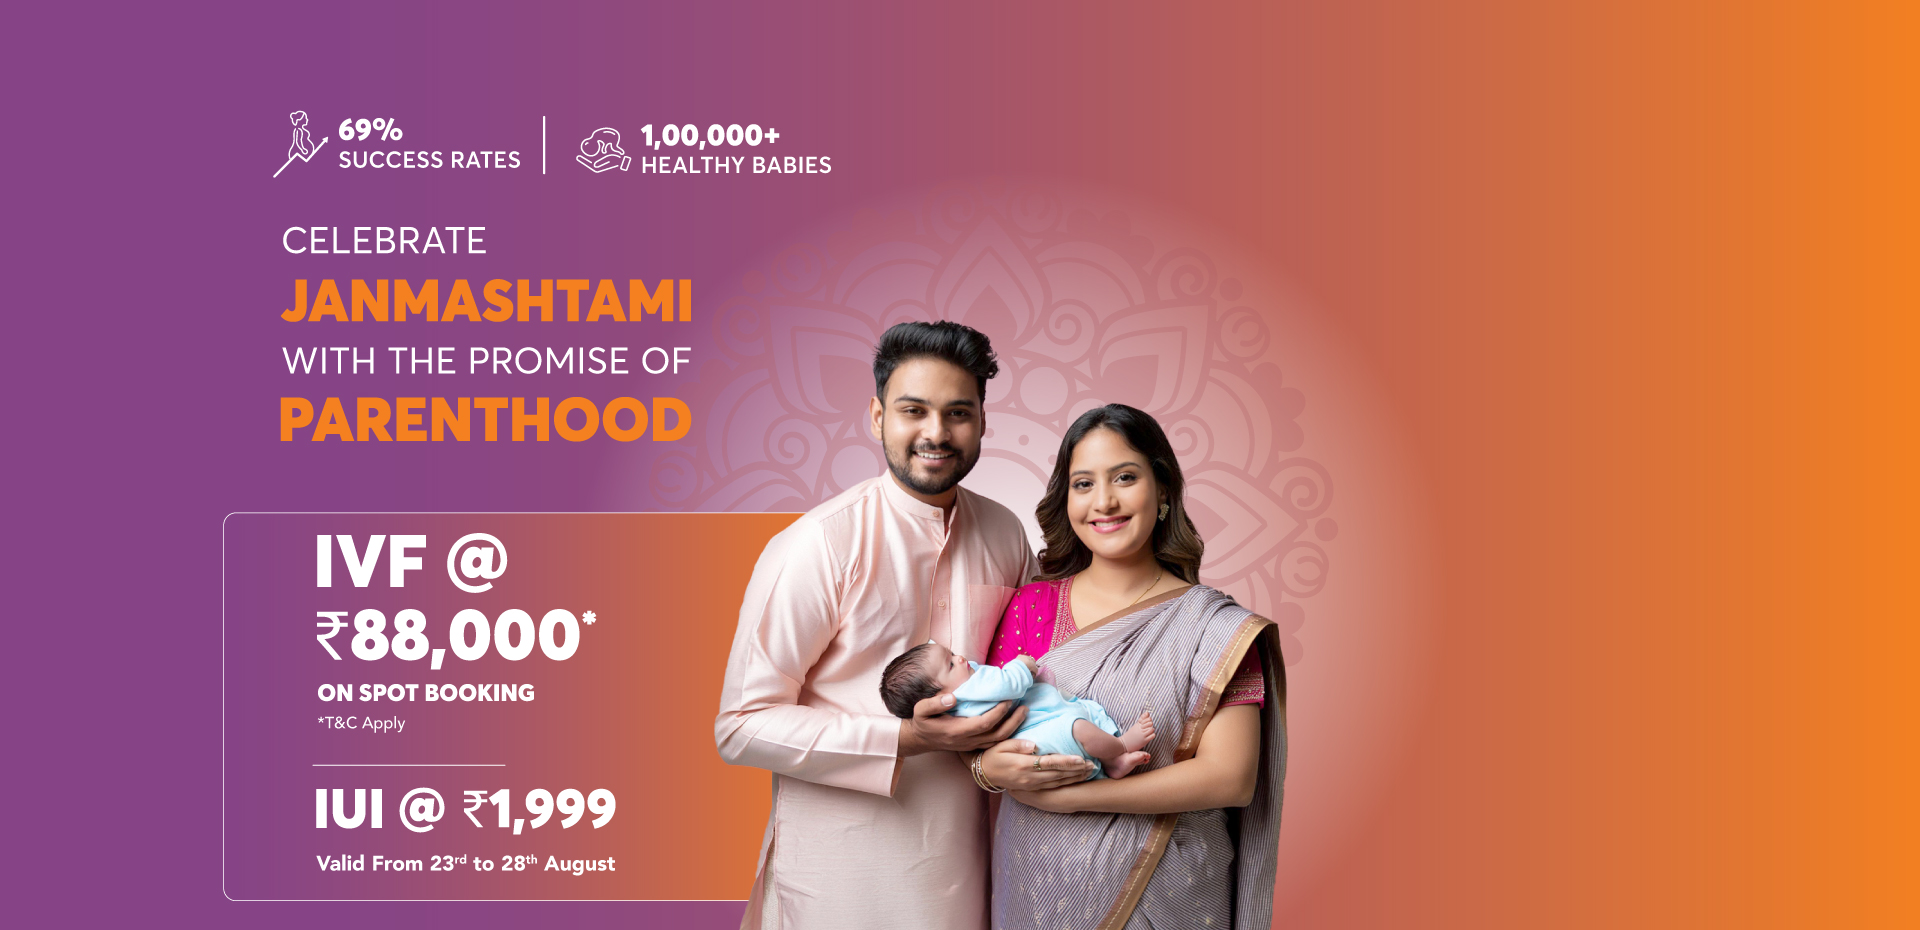 69%
SUCCESS RATES
1,00,000+
HEALTHY BABIES
CELEBRATE
JANMASHTAMI
WITH THE PROMISE OF
PARENTHOOD
IVF @
₹88,000*
ON SPOT BOOKING
*T&C Apply
IUI @ ₹1,999
Valid From 23rd to 28th August